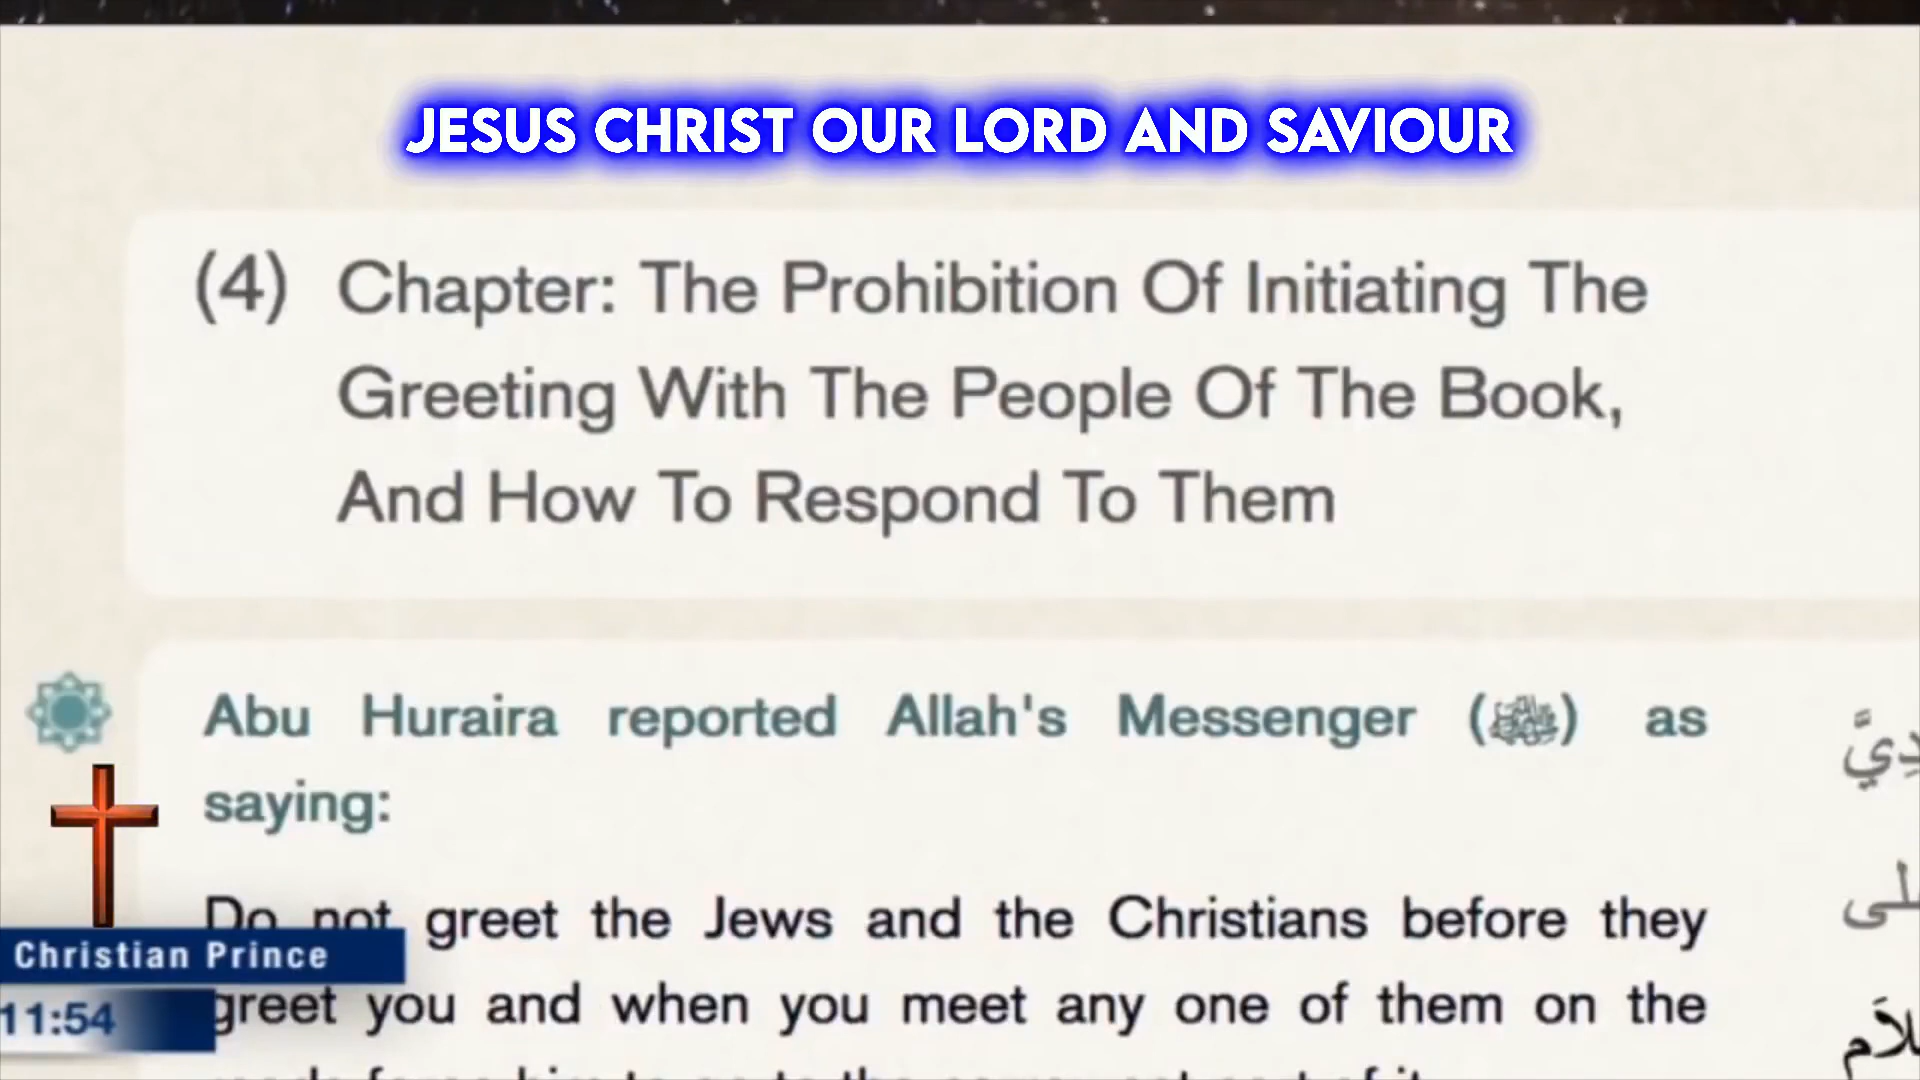 JESUS CHRIST OUR LORD AND SAVIOUR
(4) Chapter: The Prohibition Of Initiating The
Greeting With The People Of The Book,
And How To Respond To Them
Abu Huraira reported Allah's Messenger (ﷺ) as
saying:
Do not greet the Jews and the Christians before they
greet you and when you meet any one of them on the
Christian Prince
11:54